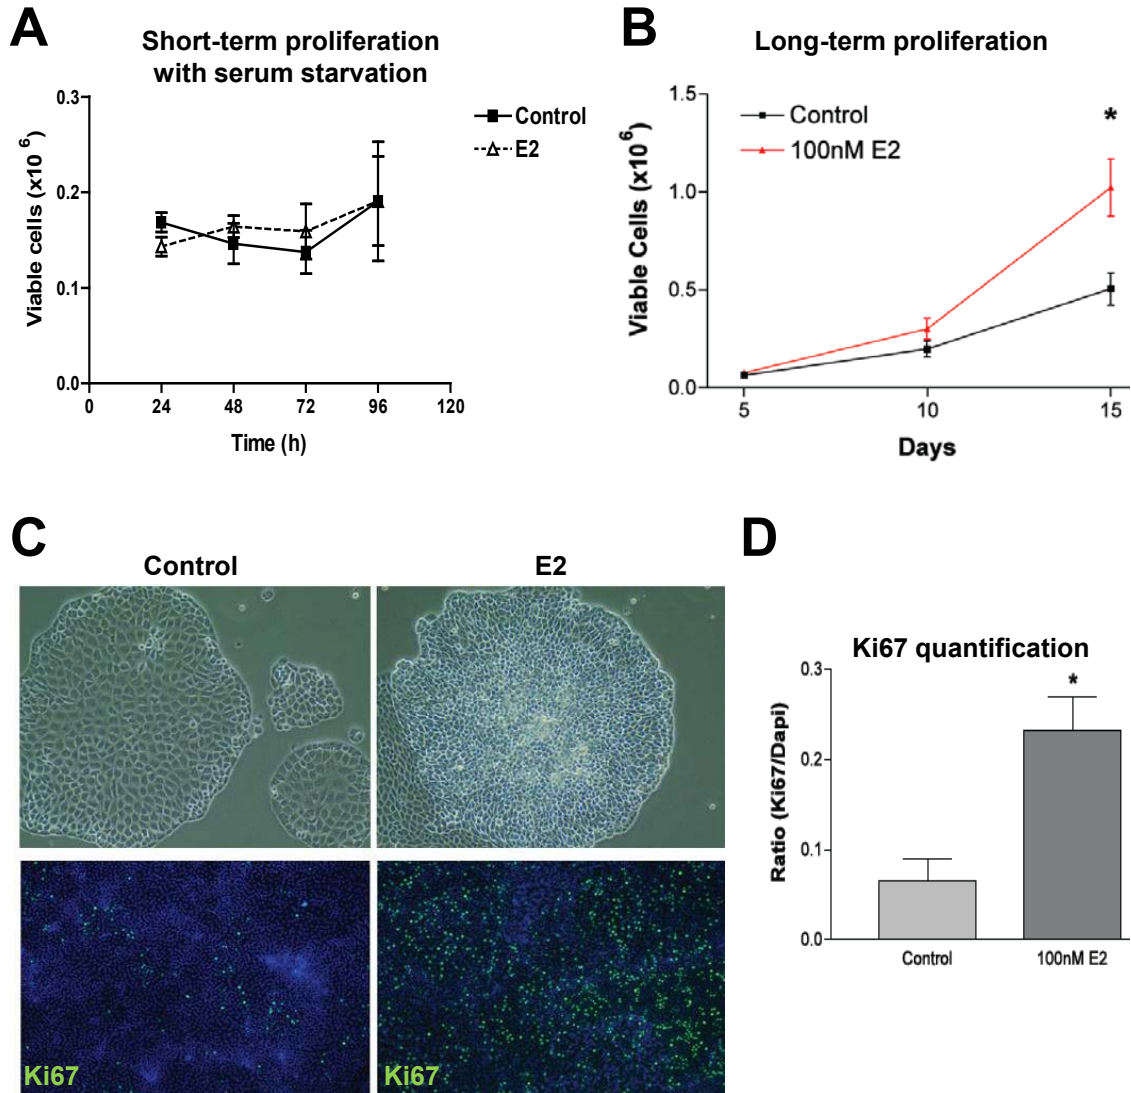 A
Short-term proliferation
with serum starvation
Viable cells (x10 6)
0.3
0.2
0.1
0.0
0
24
48
72
96
120
Time (h)
Control
E2
B
Long-term proliferation
Viable Cells (x10 6)
1.5
1.0
0.5
0.0
5
10
15
Days
Control
100nM E2
*
C
Control
E2
Ki67
Ki67
D
Ki67 quantification
Ratio (Ki67/Dapi)
0.3
0.2
0.1
0.0
*
Control
100nM E2